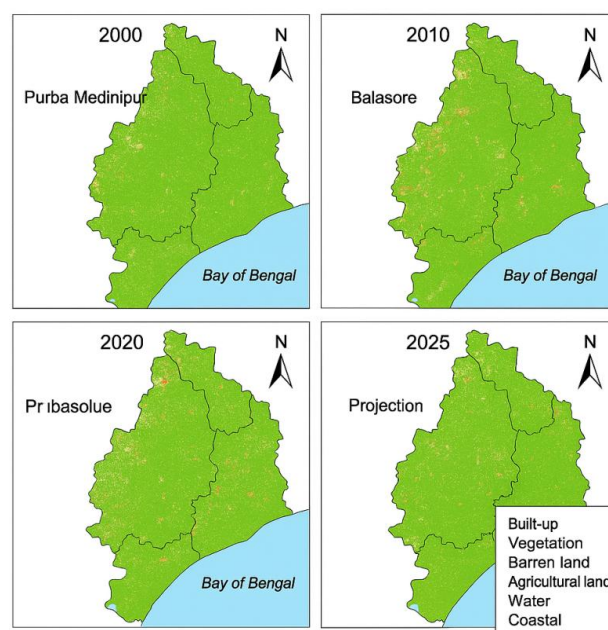 2000
N
Purba Medinipur
Bay of Bengal
2010
N
Balasore
Bay of Bengal
2020
N
Pr ıbasolue
Bay of Bengal
2025
N
Projection
Built-up
Vegetation
Barren land
Agricultural land
Water
Coastal